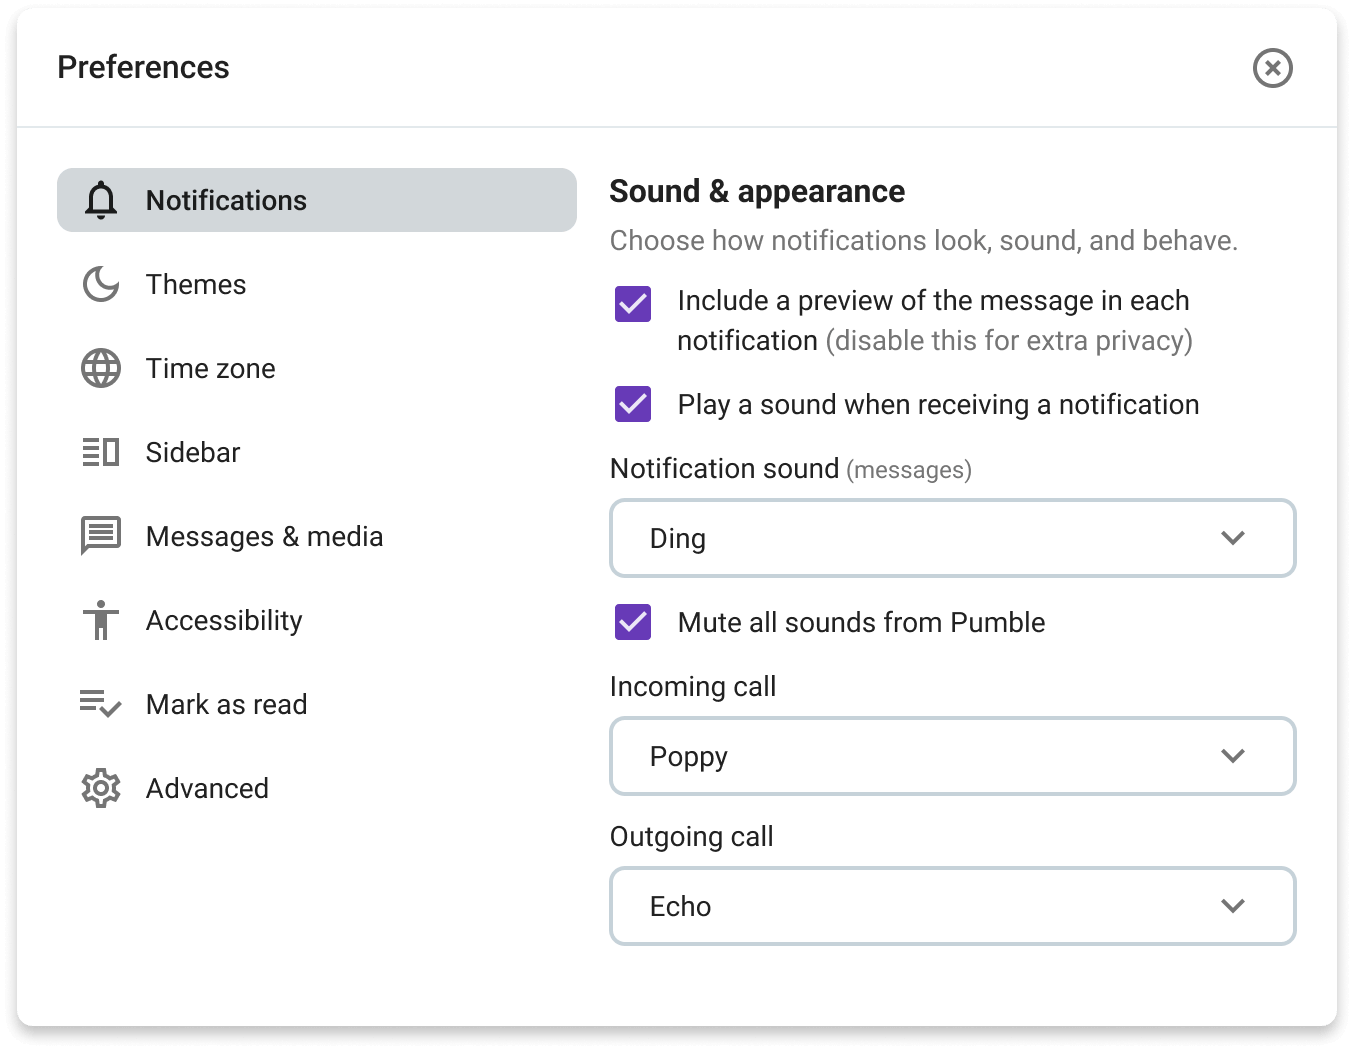 Preferences
Notifications
Themes
Time zone
Sidebar
Messages & media
Accessibility
Mark as read
Advanced
Sound & appearance
Choose how notifications look, sound, and behave.
Include a preview of the message in each
notification (disable this for extra privacy)
Play a sound when receiving a notification
Notification sound (messages)
Ding
Mute all sounds from Pumble
Incoming call
Poppy
Outgoing call
Echo